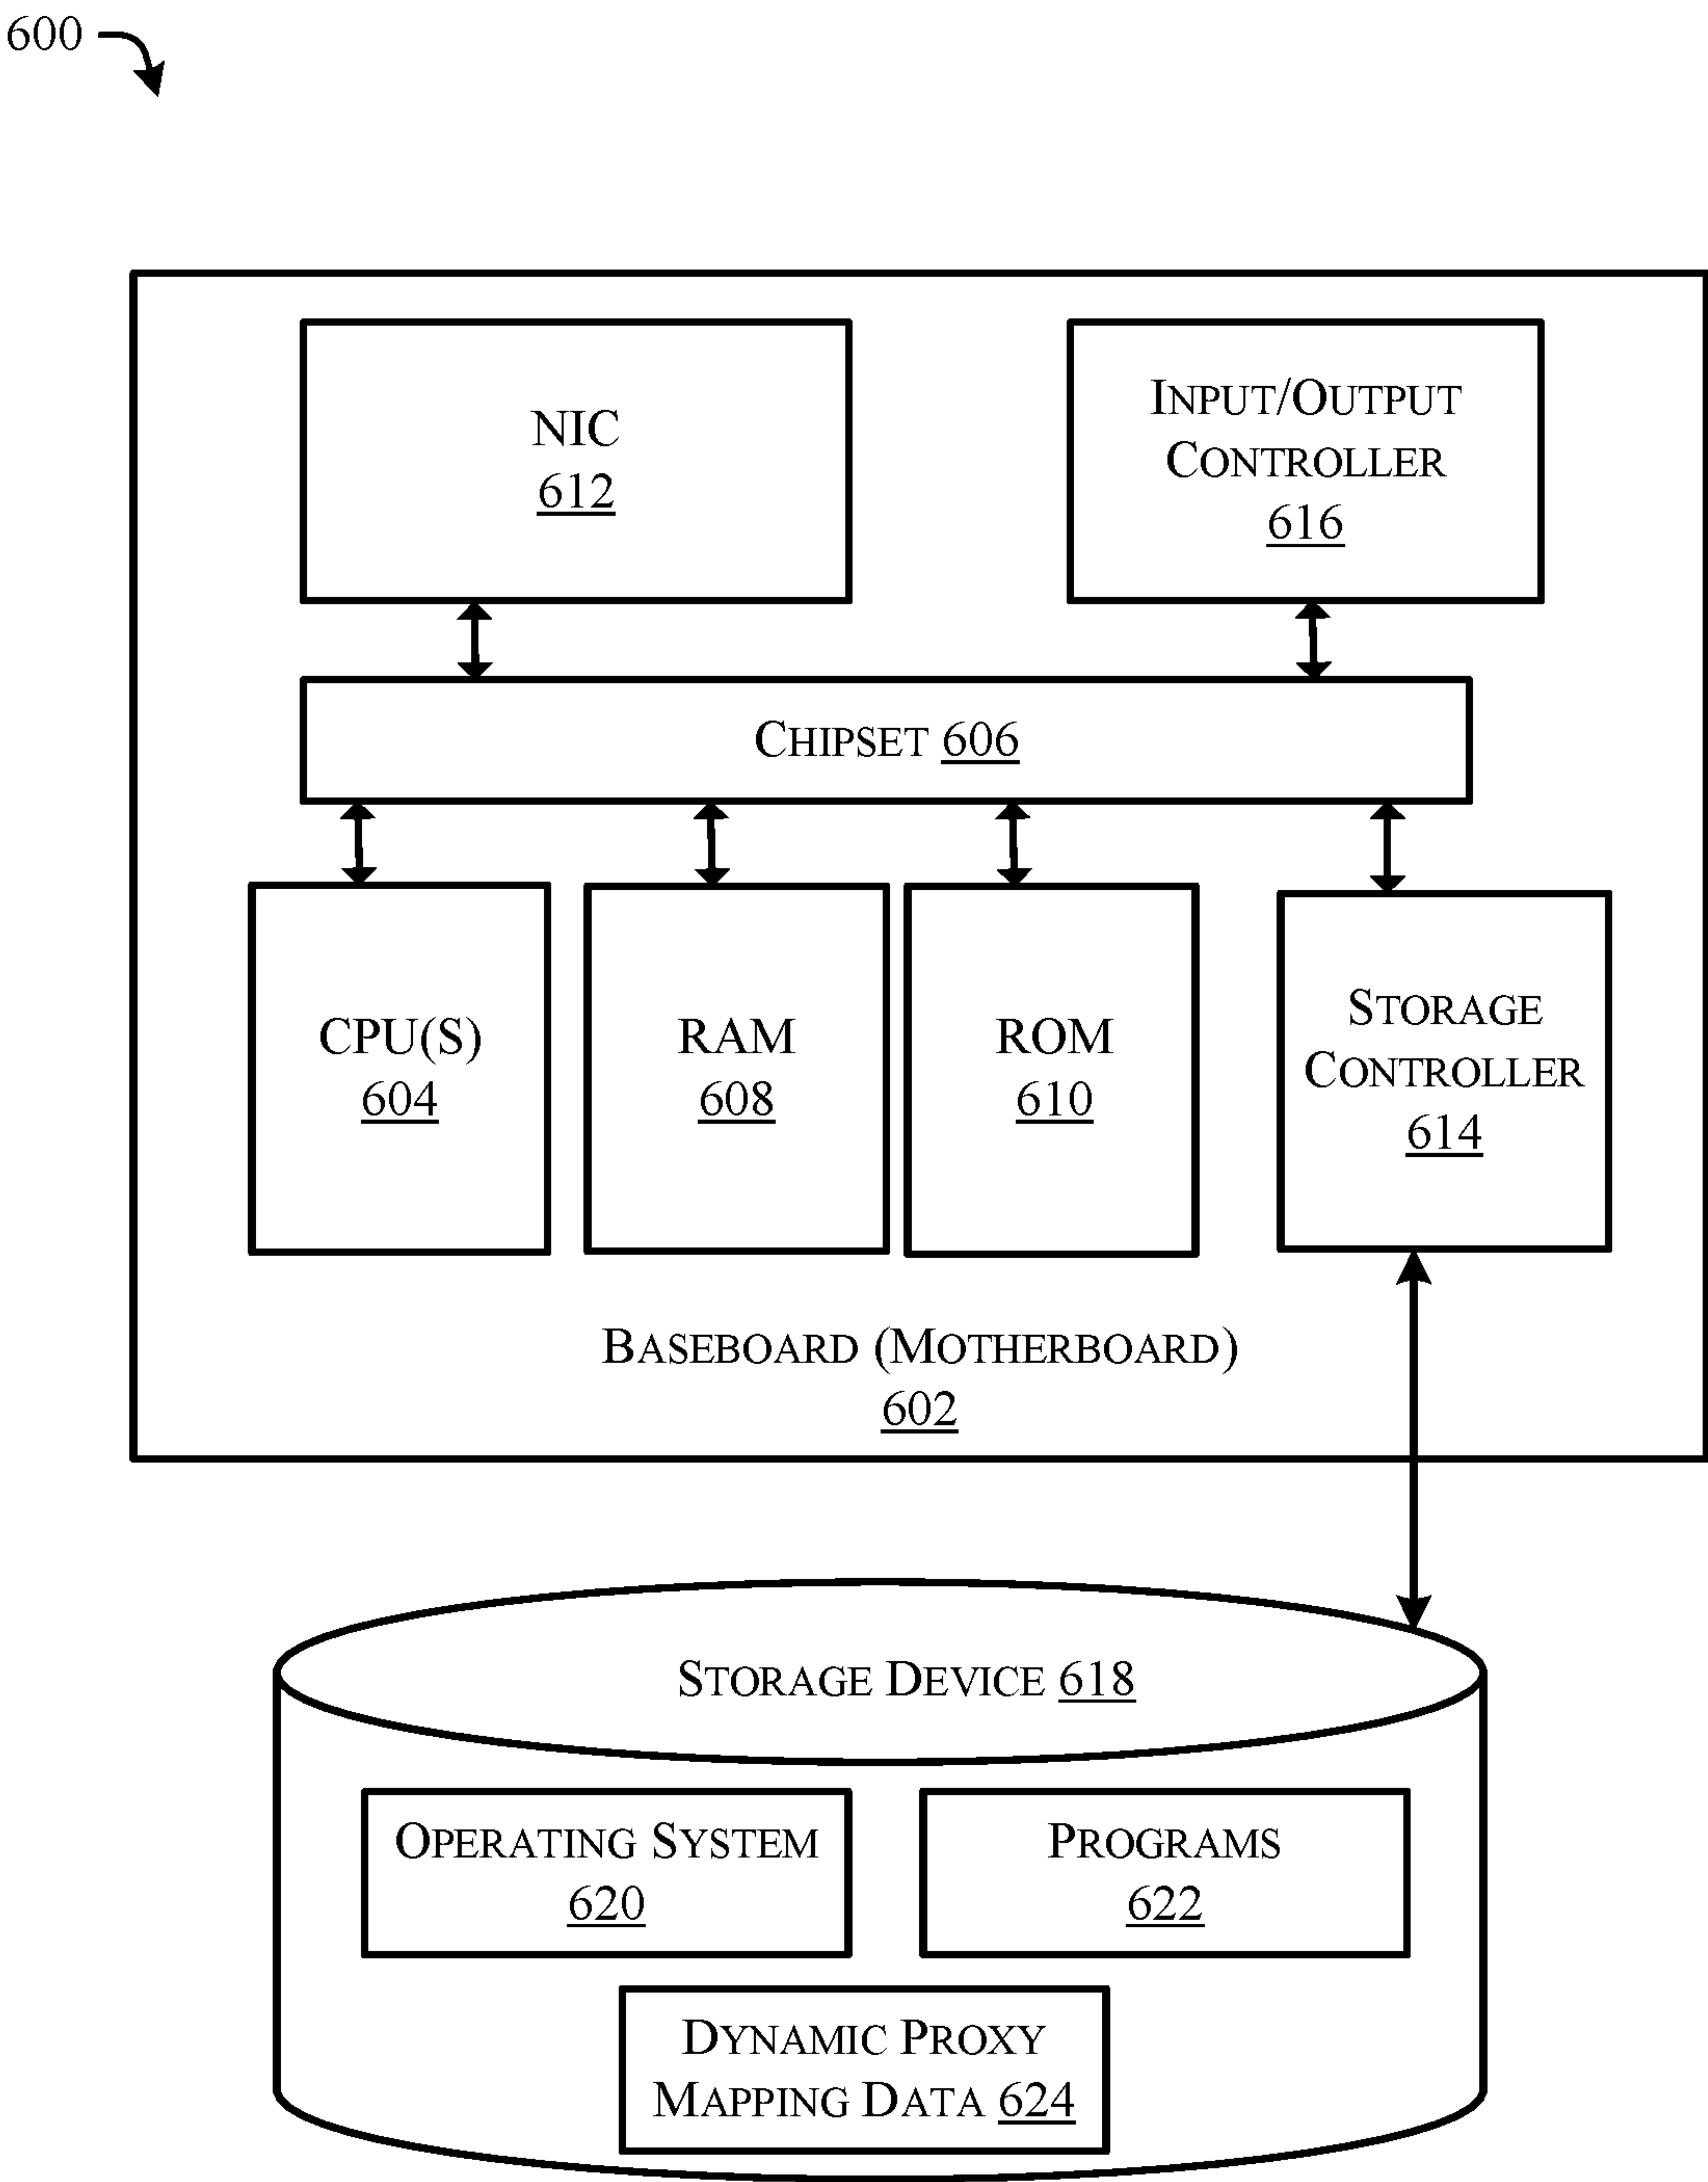 600
NIC
612
INPUT/OUTPUT
CONTROLLER
616
CHIPSET 606
CPU(S)
604
RAM
608
ROM
610
STORAGE
CONTROLLER
614
BASEBOARD (MOTHERBOARD)
602
STORAGE DEVICE 618
OPERATING SYSTEM
620
PROGRAMS
622
DYNAMIC PROXY
MAPPING DATA 624